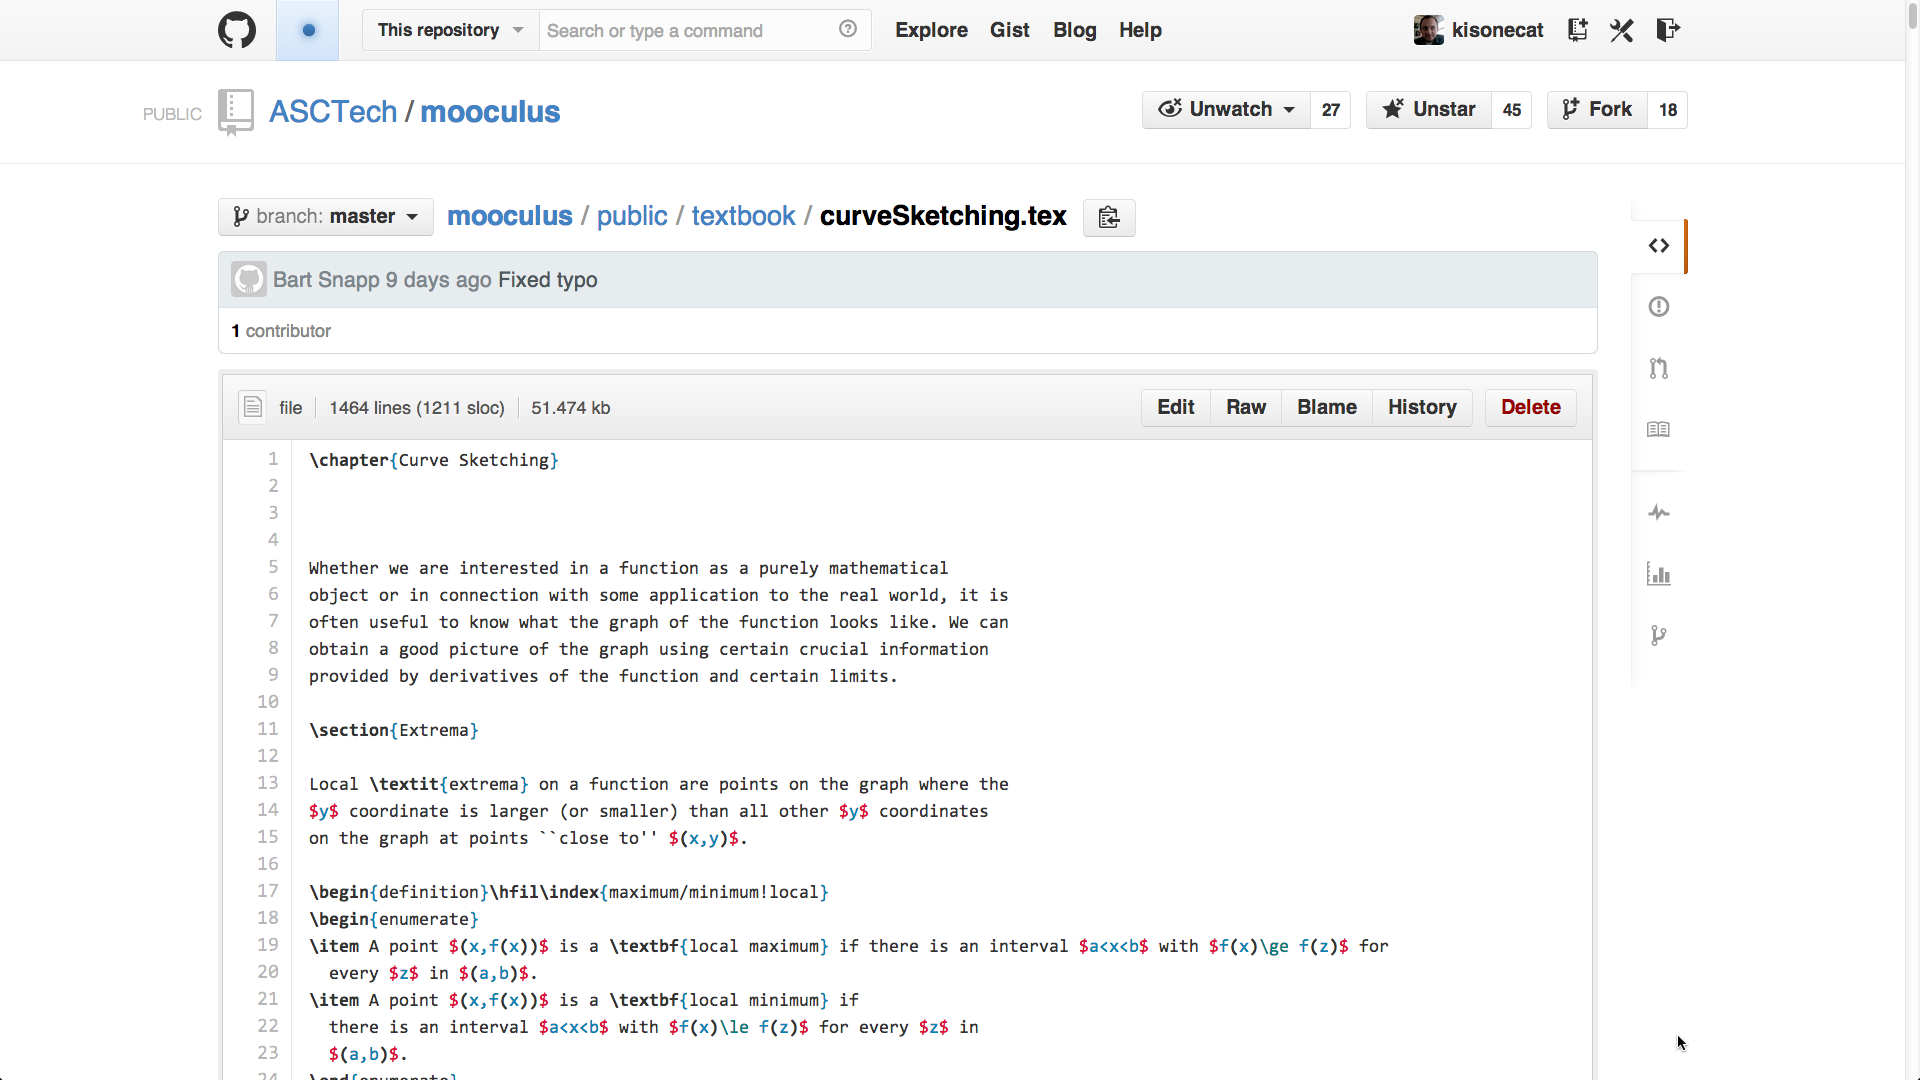 This repository
Search or type a command
Explore Gist Blog Help
kisonecat
PUBLIC
ASCTech / mooculus
Unwatch 27
Unstar 45
Fork 18
branch: master
mooculus / public / textbook / curveSketching.tex
Bart Snapp 9 days ago Fixed typo
1 contributor
file 1464 lines (1211 sloc) 51.474 kb
Edit Raw Blame History Delete
1 \chapter{Curve Sketching}
2
3
4
5 Whether we are interested in a function as a purely mathematical
6 object or in connection with some application to the real world, it is
7 often useful to know what the graph of the function looks like. We can
8 obtain a good picture of the graph using certain crucial information
9 provided by derivatives of the function and certain limits.
10
11 \section{Extrema}
12
13 Local \textit{extrema} on a function are points on the graph where the
14 $y$ coordinate is larger (or smaller) than all other $y$ coordinates
15 on the graph at points ``close to'' $(x,y)$.
16
17 \begin{definition}\hfil\index{maximum/minimum!local}
18 \begin{enumerate}
19 \item A point $(x,f(x))$ is a \textbf{local maximum} if there is an interval $a<x<b$ with $f(x)\ge f(z)$ for
20 every $z$ in $(a,b)$.
21 \item A point $(x,f(x))$ is a \textbf{local minimum} if
22 there is an interval $a<x<b$ with $f(x)\le f(z)$ for every $z$ in
23 $(a,b)$.
24 \end{enumerate}